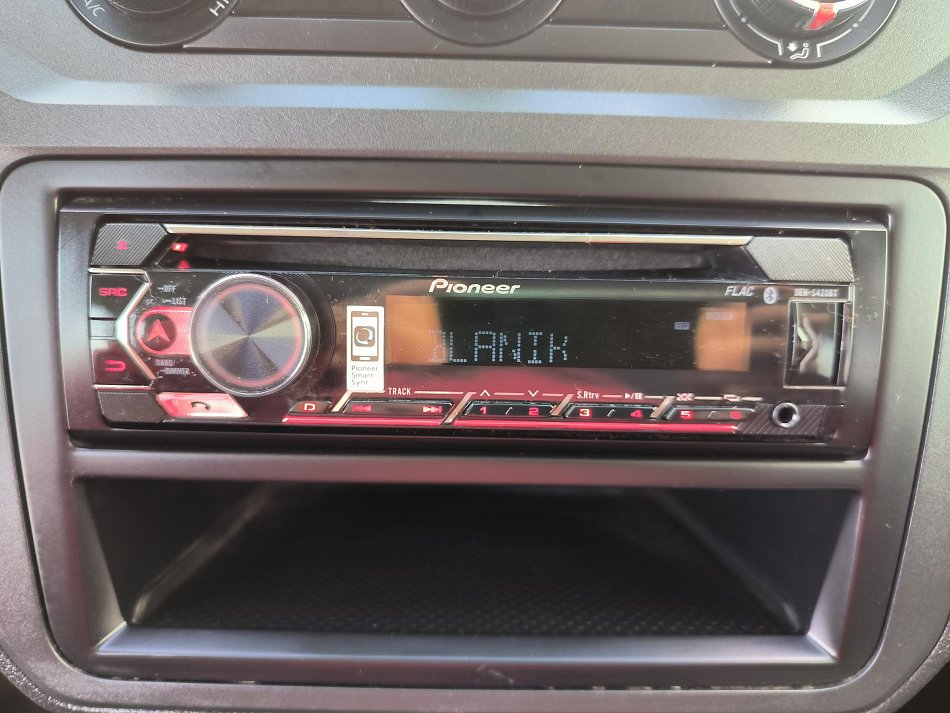 A/C
Pioneer
FLAC
DEH-S420BT
SRC
OFF
LIST
BLANIK
BAND/
DIMMER
Pioneer
Smart
Sync
TRACK
S.Rtrv
D
1 / 2
3 / 4
5 / 6